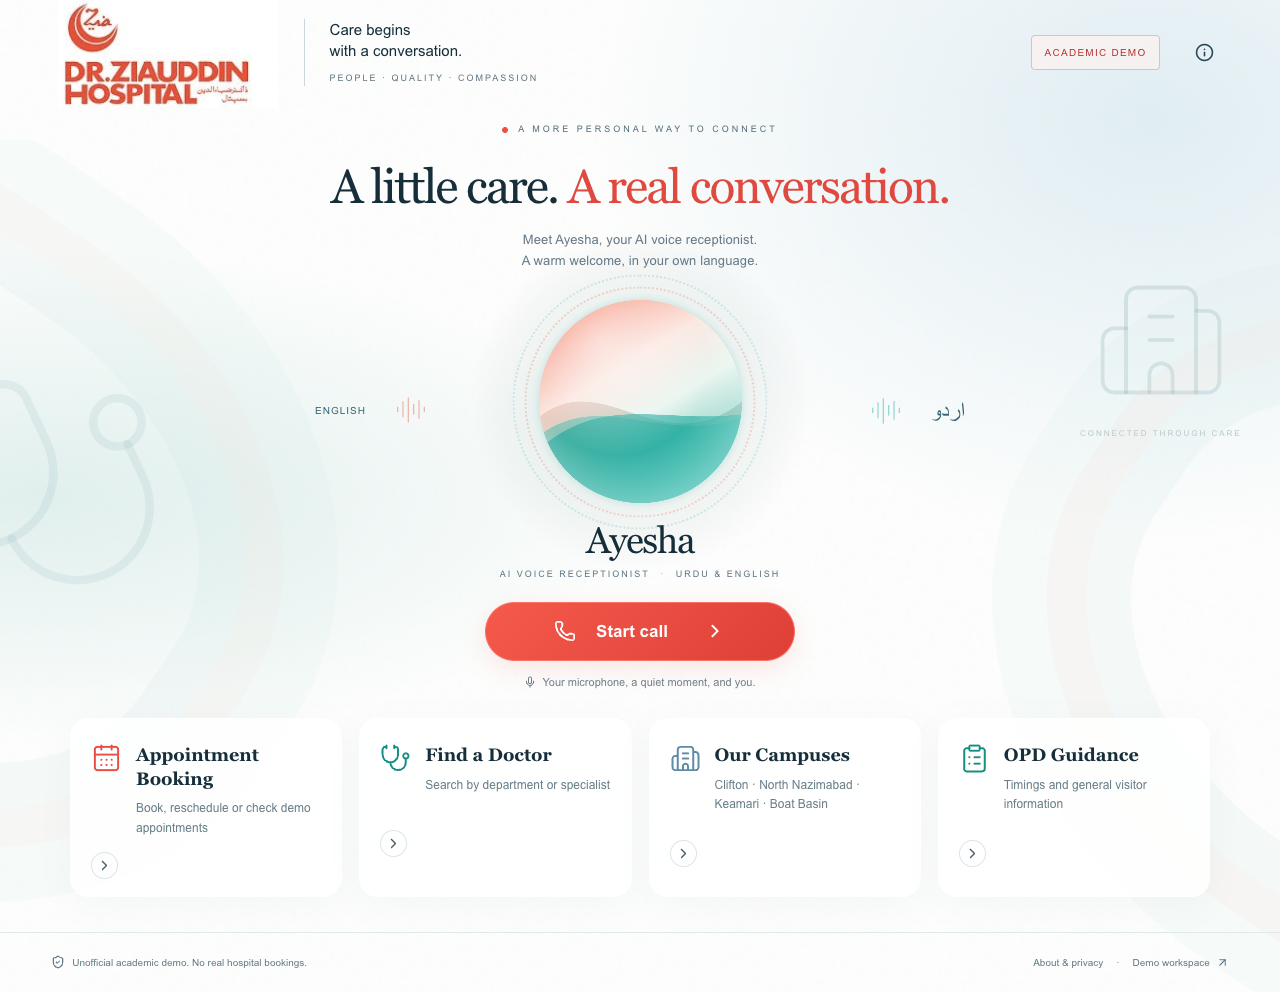 ضیا
DR.ZIAUDDIN
HOSPITAL
ڈاکٹر ضیاءالدین
ہسپتال
Care begins
with a conversation.
PEOPLE · QUALITY · COMPASSION
ACADEMIC DEMO
A MORE PERSONAL WAY TO CONNECT
A little care. A real conversation.
Meet Ayesha, your AI voice receptionist.
A warm welcome, in your own language.
ENGLISH
اردو
CONNECTED THROUGH CARE
Ayesha
AI VOICE RECEPTIONIST · URDU & ENGLISH
Start call
Your microphone, a quiet moment, and you.
Appointment
Booking
Book, reschedule or check demo
appointments
Find a Doctor
Search by department or specialist
Our Campuses
Clifton · North Nazimabad ·
Keamari · Boat Basin
OPD Guidance
Timings and general visitor
information
Unofficial academic demo. No real hospital bookings.
About & privacy · Demo workspace